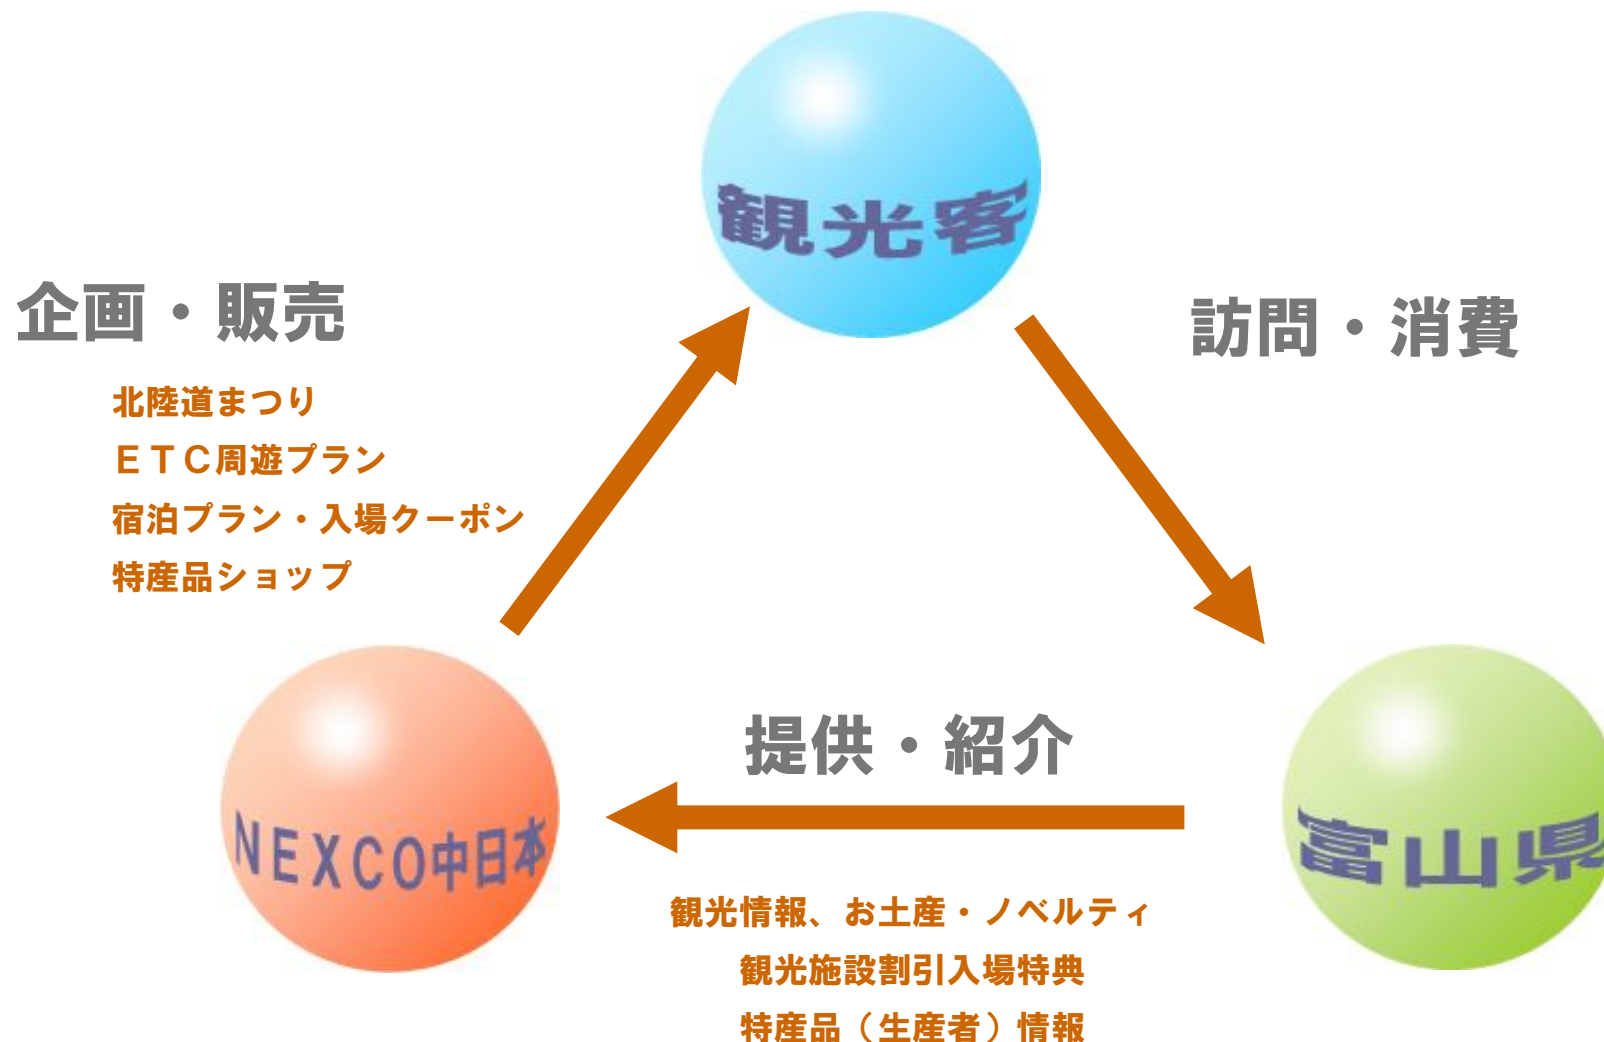 観光客
企画・販売
訪問・消費
北陸道まつり
ＥＴＣ周遊プラン
宿泊プラン・入場クーポン
特産品ショップ
提供・紹介
NEXCO中日本
富山県
観光情報、お土産・ノベルティ
観光施設割引入場特典
特産品（生産者）情報